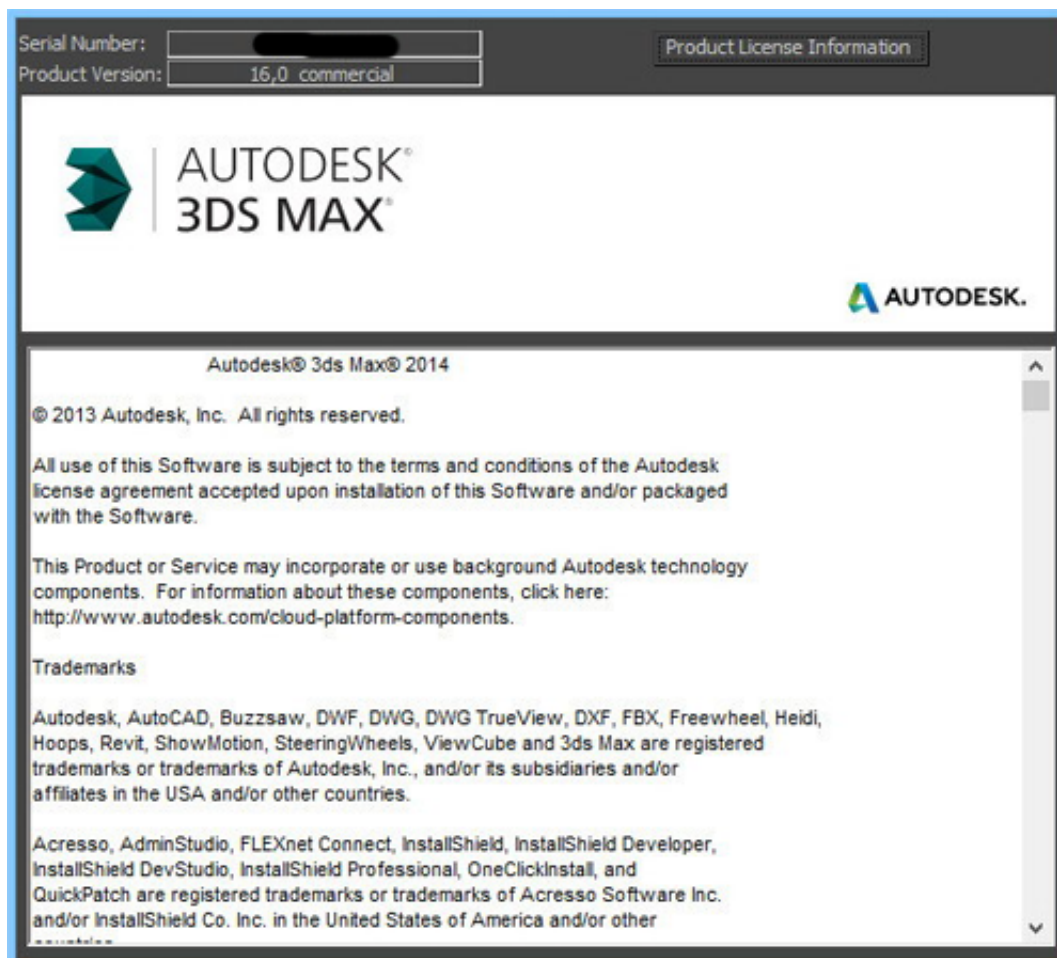 Serial Number:
Product License Information
Product Version:
16,0 commercial
AUTODESK®
3DS MAX®
AUTODESK.
Autodesk® 3ds Max® 2014
© 2013 Autodesk, Inc. All rights reserved.
All use of this Software is subject to the terms and conditions of the Autodesk
license agreement accepted upon installation of this Software and/or packaged
with the Software.
This Product or Service may incorporate or use background Autodesk technology
components. For information about these components, click here:
http://www.autodesk.com/cloud-platform-components.
Trademarks
Autodesk, AutoCAD, Buzzsaw, DWF, DWG, DWG TrueView, DXF, FBX, Freewheel, Heidi,
Hoops, Revit, ShowMotion, SteeringWheels, ViewCube and 3ds Max are registered
trademarks or trademarks of Autodesk, Inc., and/or its subsidiaries and/or
affiliates in the USA and/or other countries.
Acresso, AdminStudio, FLEXnet Connect, InstallShield, InstallShield Developer,
InstallShield DevStudio, InstallShield Professional, OneClickInstall, and
QuickPatch are registered trademarks or trademarks of Acresso Software Inc.
and/or InstallShield Co. Inc. in the United States of America and/or other